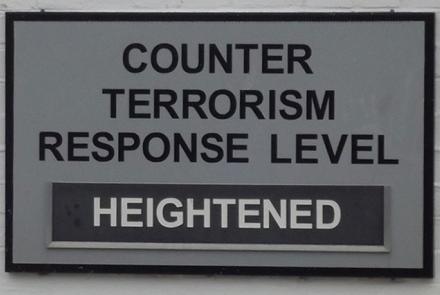 COUNTER
TERRORISM
RESPONSE LEVEL
HEIGHTENED